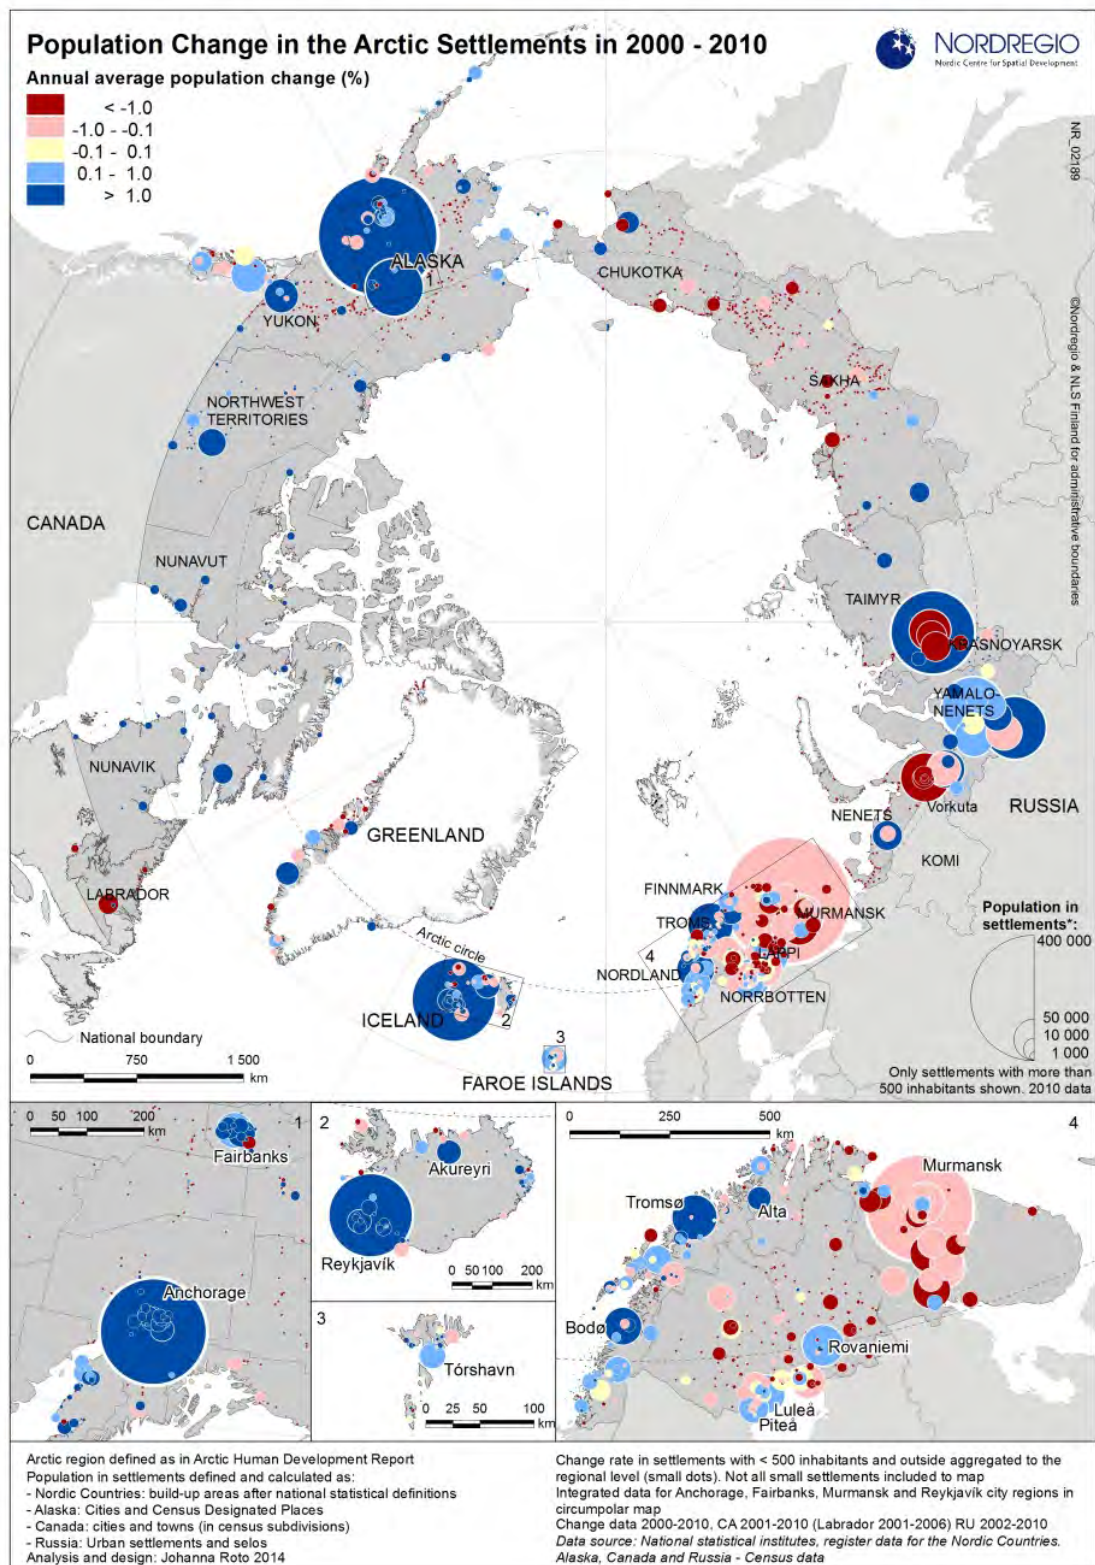 Population Change in the Arctic Settlements in 2000 - 2010
NORDREGIO
Nordic Centre for Spatial Development
Annual average population change (%)
< -1.0
-1.0 - -0.1
-0.1 - 0.1
0.1 - 1.0
> 1.0
NR_02189
©Nordregio & NLS Finland for administrative boundaries
ALASKA
1
CHUKOTKA
YUKON
SAKHA
NORTHWEST
TERRITORIES
CANADA
NUNAVUT
TAIMYR
KRASNOYARSK
YAMALO-
NENETS
NUNAVIK
Vorkuta
RUSSIA
NENETS
GREENLAND
KOMI
LABRADOR
FINNMARK
TROMS
MURMANSK
LAPPI
Arctic circle
4
NORDLAND
NORRBOTTEN
Population in
settlements*:
400 000
50 000
10 000
1 000
Only settlements with more than
500 inhabitants shown. 2010 data
ICELAND
2
3
FAROE ISLANDS
National boundary
0 750 1 500
km
0 50 100 200
km
1
Fairbanks
Anchorage
2
Akureyri
Reykjavík
0 50 100 200
km
3
Tórshavn
0 25 50 100
km
0 250 500
km
4
Murmansk
Tromsø
Alta
Bodø
Rovaniemi
Luleå
Piteå
Arctic region defined as in Arctic Human Development Report
Population in settlements defined and calculated as:
- Nordic Countries: build-up areas after national statistical definitions
- Alaska: Cities and Census Designated Places
- Canada: cities and towns (in census subdivisions)
- Russia: Urban settlements and selos
Analysis and design: Johanna Roto 2014
Change rate in settlements with < 500 inhabitants and outside aggregated to the
regional level (small dots). Not all small settlements included to map
Integrated data for Anchorage, Fairbanks, Murmansk and Reykjavík city regions in
circumpolar map
Change data 2000-2010, CA 2001-2010 (Labrador 2001-2006) RU 2002-2010
Data source: National statistical institutes, register data for the Nordic Countries.
Alaska, Canada and Russia - Census data